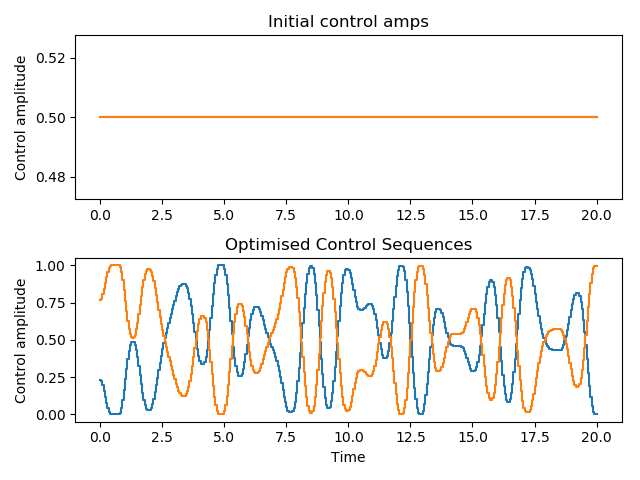 Initial control amps
Control amplitude
0.52
0.50
0.48
0.0 2.5 5.0 7.5 10.0 12.5 15.0 17.5 20.0
Optimised Control Sequences
Control amplitude
1.00
0.75
0.50
0.25
0.00
0.0 2.5 5.0 7.5 10.0 12.5 15.0 17.5 20.0
Time